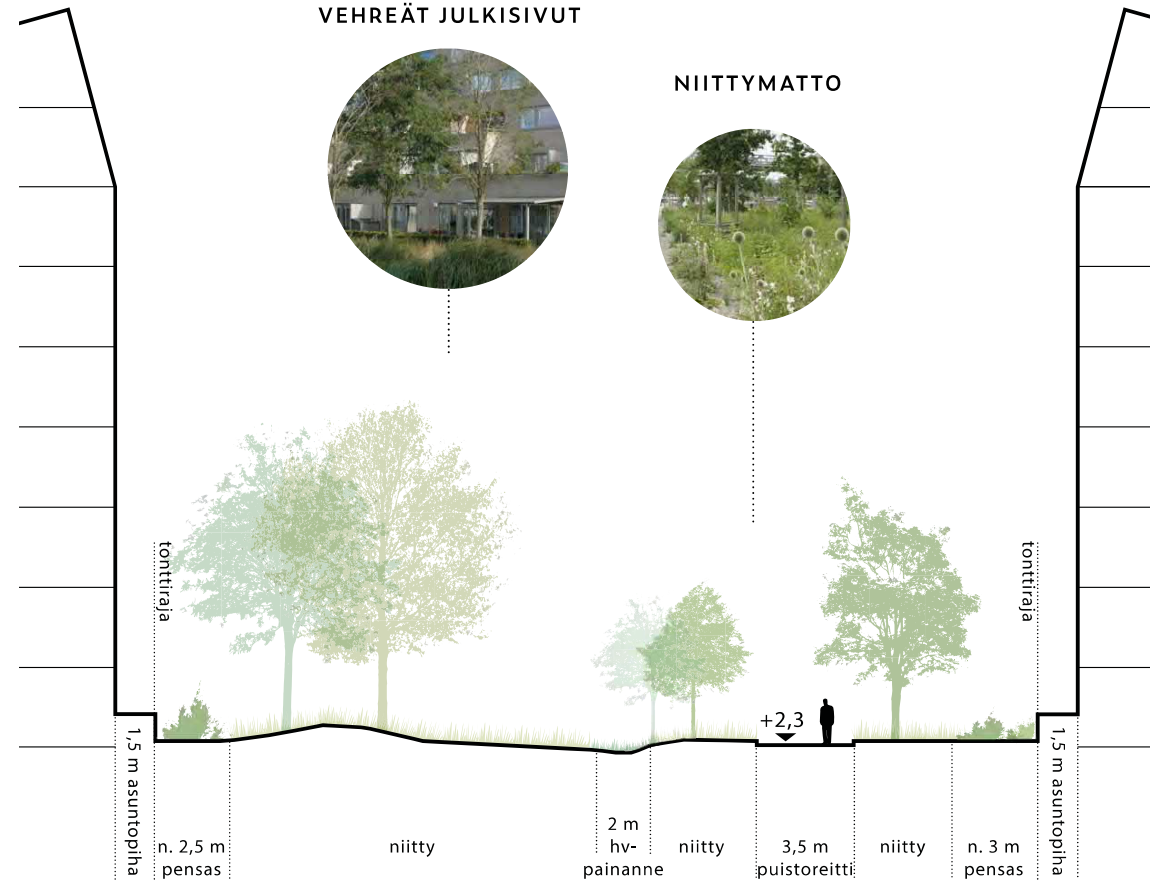 VEHREÄT JULKISIVUT
NIITTYMATTO
tonttiraja
tonttiraja
+2,3
1,5 m asuntopiha
n. 2,5 m
pensas
niitty
2 m
hv-
painanne
niitty
3,5 m
puistoreitti
niitty
n. 3 m
pensas
1,5 m asuntopiha